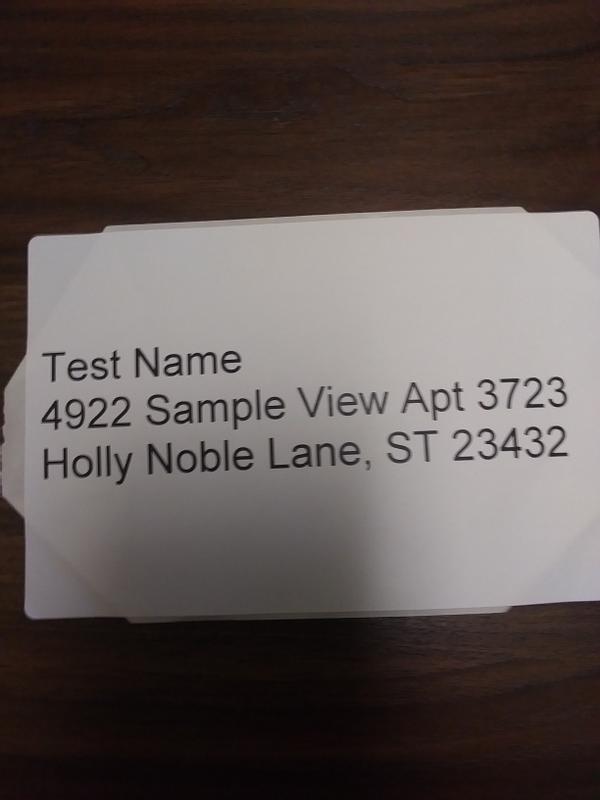 Test Name
4922 Sample View Apt 3723
Holly Noble Lane, ST 23432